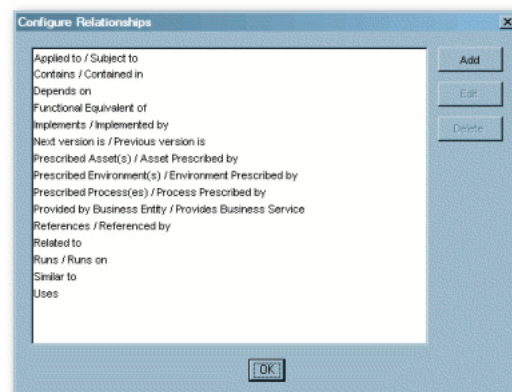 Configure Relationships
Applied to / Subject to
Add
Contains / Contained in
Depends on
Edit
Functional Equivalent of
Implements / Implemented by
Delete
Next version is / Previous version is
Prescribed Asset(s) / Asset Prescribed by
Prescribed Environment(s) / Environment Prescribed by
Prescribed Process(es) / Process Prescribed by
Provided by Business Entity / Provides Business Service
References / Referenced by
Related to
Runs / Runs on
Similar to
Uses
OK